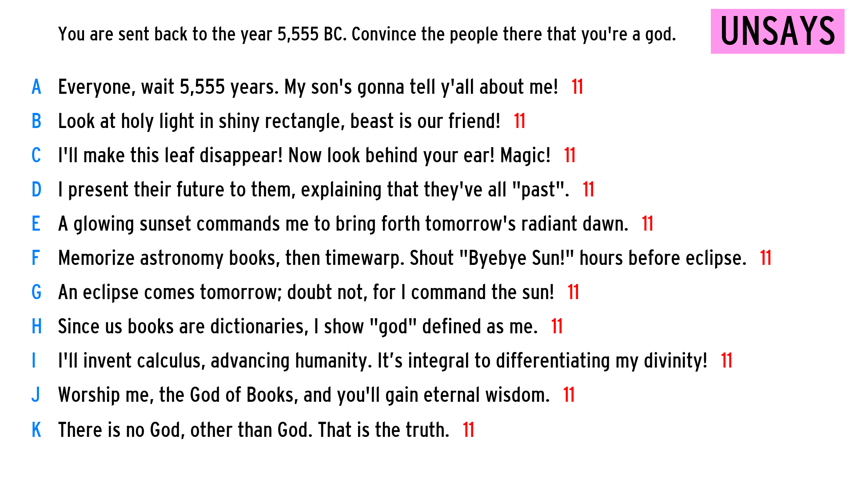 You are sent back to the year 5,555 BC. Convince the people there that you're a god.
UNSAYS
A Everyone, wait 5,555 years. My son's gonna tell y'all about me! 11
B Look at holy light in shiny rectangle, beast is our friend! 11
C I'll make this leaf disappear! Now look behind your ear! Magic! 11
D I present their future to them, explaining that they've all "past". 11
E A glowing sunset commands me to bring forth tomorrow's radiant dawn. 11
F Memorize astronomy books, then timewarp. Shout "Byebye Sun!" hours before eclipse. 11
G An eclipse comes tomorrow; doubt not, for I command the sun! 11
H Since us books are dictionaries, I show "god" defined as me. 11
I I'll invent calculus, advancing humanity. It’s integral to differentiating my divinity! 11
J Worship me, the God of Books, and you'll gain eternal wisdom. 11
K There is no God, other than God. That is the truth. 11